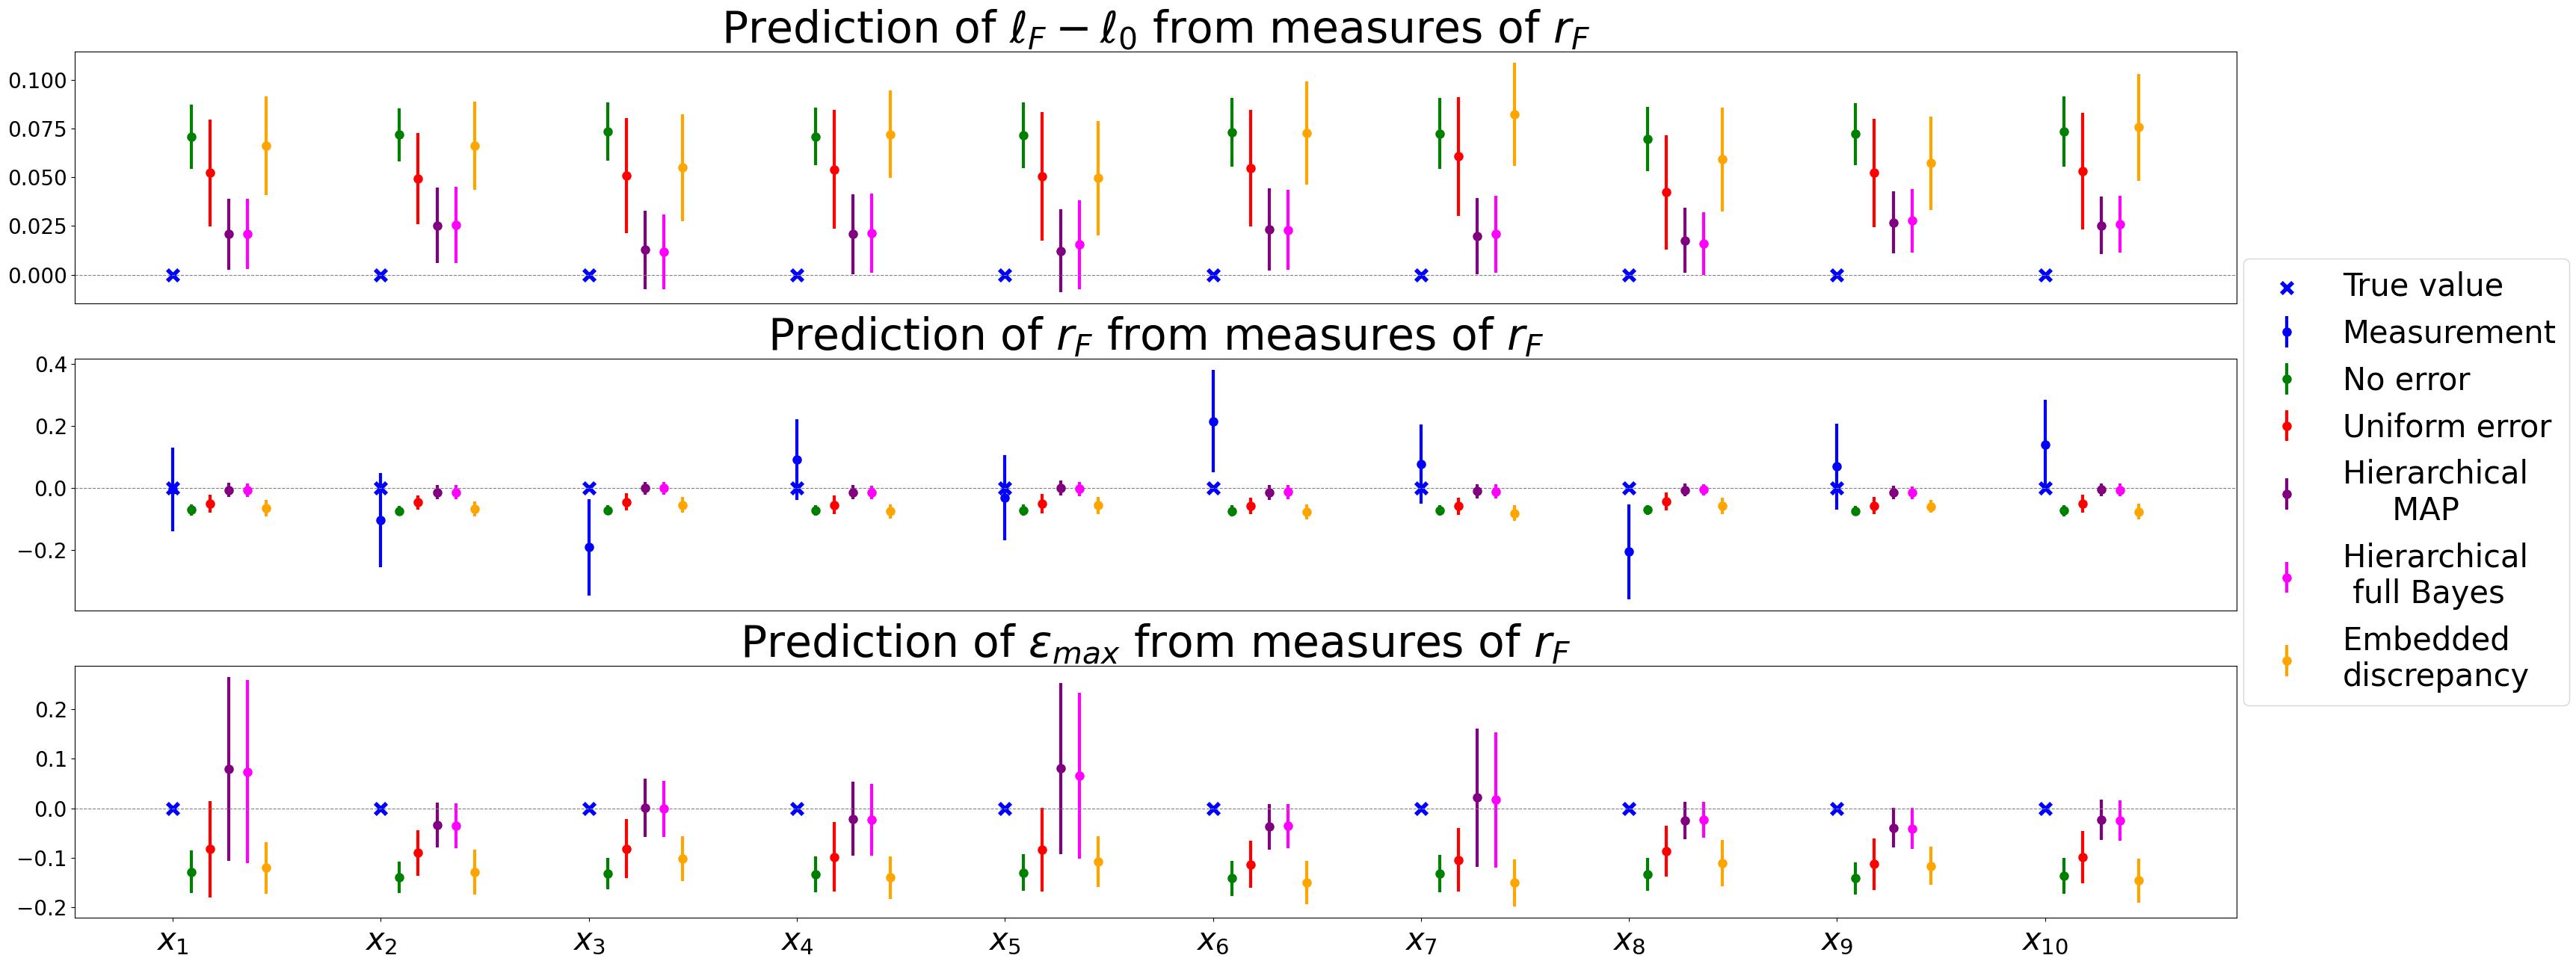 Prediction of ℓ_F − ℓ_0 from measures of r_F
0.100
0.075
0.050
0.025
0.000
Prediction of r_F from measures of r_F
0.4
0.2
0.0
−0.2
Prediction of ε_max from measures of r_F
0.2
0.1
0.0
−0.1
−0.2
x_1 x_2 x_3 x_4 x_5 x_6 x_7 x_8 x_9 x_10
True value
Measurement
No error
Uniform error
Hierarchical
MAP
Hierarchical
full Bayes
Embedded
discrepancy